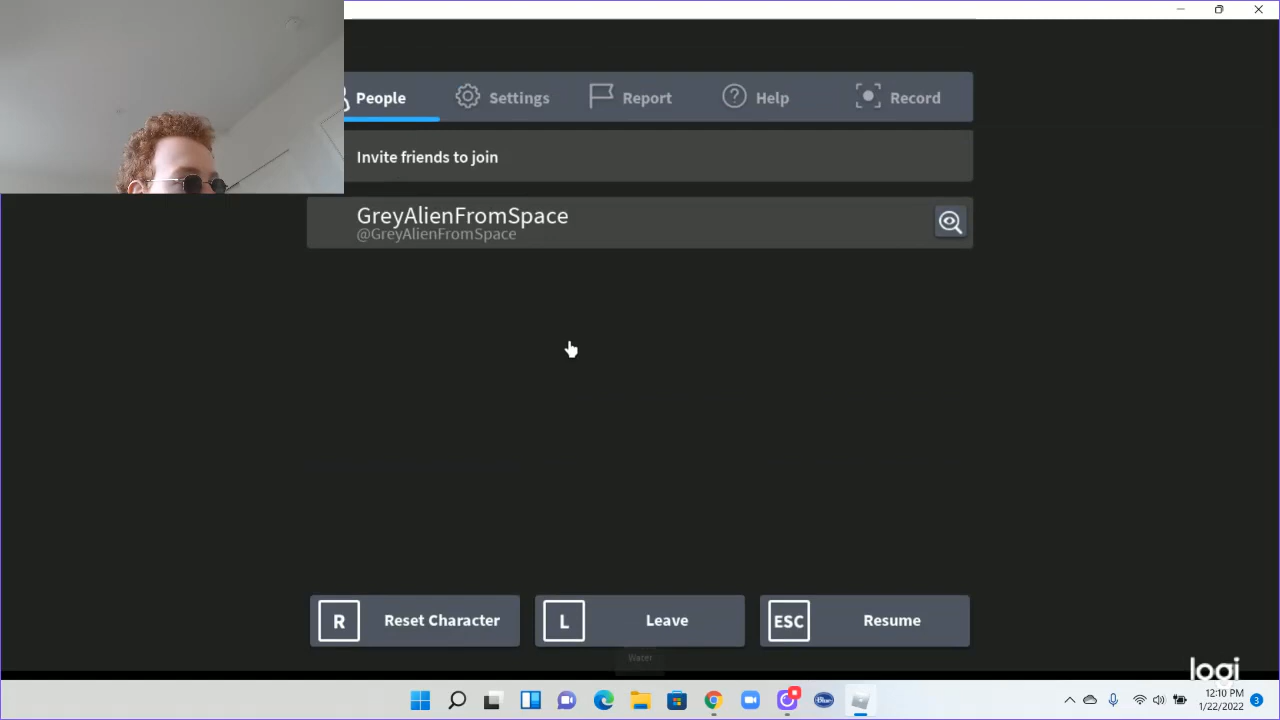 People
Settings
Report
Help
Record
Invite friends to join
GreyAlienFromSpace
@GreyAlienFromSpace
R Reset Character
L Leave
ESC Resume
Water
logi
12:10 PM
1/22/2022
3